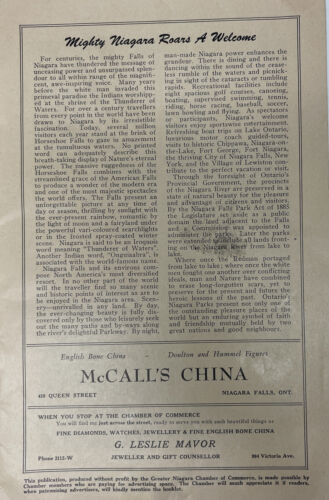 Mighty Niagara Roars A Welcome
For centuries, the mighty Falls of
Niagara have thundered the message of
unceasing power and unsurpassed splen-
dour to all within range of the magnifi-
cent, awe-inspiring voice. Many years
before the white man invaded this
primeval paradise the Indians worshipp-
ed at the shrine of the Thunderer of
Waters. For over a century travellers
from every point in the world have been
drawn to Niagara by its irresistible
fascination. Today, several million
visitors each year stand at the brink of
Horseshoe Falls to gaze in amazement
at the tumultuous waters. No printed
word can adequately describe this
breath-taking display of Nature's eternal
power. The massive ruggedness of the
Horseshoe Falls combines with the
streamlined grace of the American Falls
to produce a wonder of the modern era
and one of the most majestic spectacles
the world offers. The Falls present an
unforgettable picture at any time of
day or season, thrilling by sunlight with
the ever-present rainbow, romantic by
the light of moon and a fairyland under
the powerful vari-coloured searchlights
or in the frosted spray-coated winter
scene. Niagara is said to be an Iroquois
word meaning "Thunderer of Waters".
Another Indian word, "Onguiaahra", is
associated with the world-famous name.
Niagara Falls and its environs com-
pose North America's most diversified
resort. In no other part of the world
will the traveller find so many scenic
and historic points of interest as are to
be enjoyed in the Niagara area. Scen-
ery—unrivalled in any land. By day,
the ever-changing beauty is fully dis-
covered only by those who leisurely seek
out the many paths and by-ways along
the river's delightful Parkway. By night,
man-made Niagara power enhances the
grandeur. There is dining and there is
dancing within the sound of the cease-
less rumble of the waters and picnick-
ing in sight of the cataracts or tumbling
rapids. Recreational facilities include
eight spacious golf courses, canoeing,
boating, supervised swimming, tennis,
riding, horse racing, baseball, soccer,
lawn bowling and flying. As spectators
or participants, Niagara's welcome
visitors enjoy sportsmen entertainment.
Refreshing boat trips on Lake Ontario,
luxurious motor coach guided-tours,
visits to historic Chippawa, Niagara-on-
the-Lake, Fort George, Fort Niagara,
the thriving City of Niagara Falls, New
York, and the Village of Lewiston con-
tribute to the perfect vacation or visit.
Through the foresight of Ontario's
Provincial Government, the precincts
of the Niagara River are preserved in a
state of natural beauty for the pleasure
and advantage of citizens and visitors.
By the Niagara Falls Park Act of 1885
the Legislature set aside as a public
domain the land adjacent to the Falls
and a Commission was appointed to
administer its parks. Later the parks
were extended to include all lands front-
ing on the Niagara River from lake to
lake.
Where once the Redman portaged
from lake to lake; where once the white
men fought one another over conflicting
ideals, man and Nature have combined
to erase long-forgotten scars, yet to
preserve for the present and future the
heroic lessons of the past. Ontario's
Niagara Parks present not only one of
the outstanding pleasure places of the
world but an enduring symbol of faith
and friendship mutually held by two
great nations and good neighbours.
English Bone China Doulton and Hummel Figures
McCALL'S CHINA
QUEEN STREET NIAGARA FALLS, ONT.
WHEN YOU STOP AT THE CHAMBER OF COMMERCE
You will find me just across the street, ready to serve you with such beautiful things as
FINE DIAMONDS, WATCHES, JEWELLERY & FINE ENGLISH BONE CHINA
G. LESLIE MAVOR
Phone 2112-W JEWELLER AND GIFT COUNSELLOR 894 Victoria Ave.
This publication, produced without profit by the Greater Niagara Chamber of Commerce, is made possible by
Chamber members who are paying for advertising space. The Chamber will much appreciate it if readers,
when patronizing advertisers, will kindly mention the booklet.